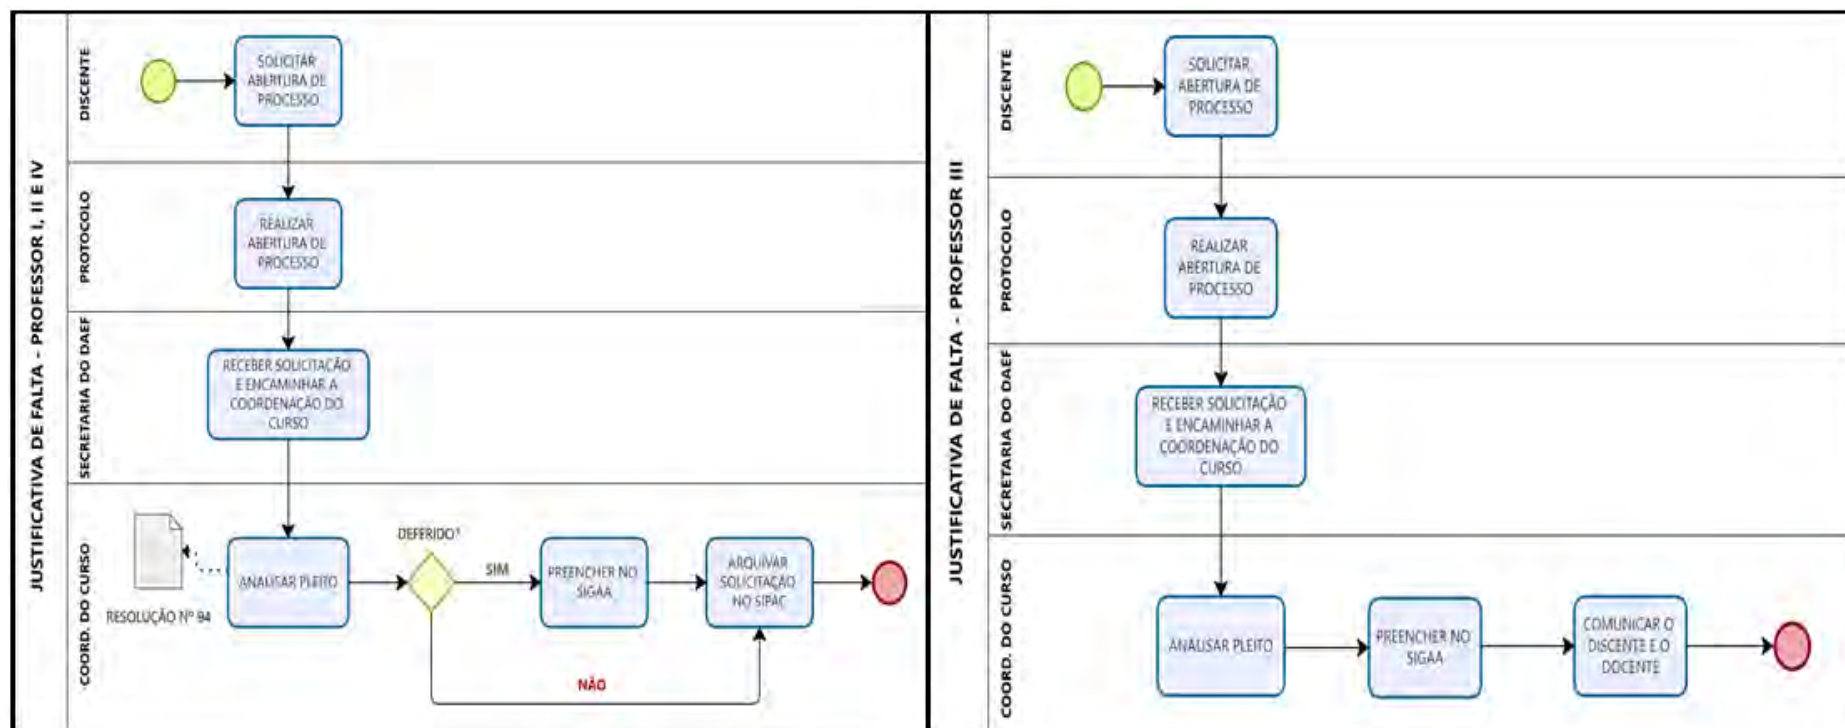 JUSTIFICATIVA DE FALTA - PROFESSOR I, II E IV
DISCENTE
SOLICITAR
ABERTURA DE
PROCESSO
PROTOCOLO
REALIZAR
ABERTURA DE
PROCESSO
SECRETARIA DO DAEF
RECEBER SOLICITAÇÃO
E ENCAMINHAR A
COORDENAÇÃO DO
CURSO
COORD. DO CURSO
RESOLUÇÃO Nº 94
ANALISAR PLEITO
DEFERIDO?
SIM
NÃO
PREENCHER NO
SIGAA
ARQUIVAR
SOLICITAÇÃO
NO SIPAC
JUSTIFICATIVA DE FALTA - PROFESSOR III
DISCENTE
SOLICITAR
ABERTURA DE
PROCESSO
PROTOCOLO
REALIZAR
ABERTURA DE
PROCESSO
SECRETARIA DO DAEF
RECEBER SOLICITAÇÃO
E ENCAMINHAR A
COORDENAÇÃO DO
CURSO
COORD. DO CURSO
ANALISAR PLEITO
PREENCHER NO
SIGAA
COMUNICAR O
DISCENTE E O
DOCENTE